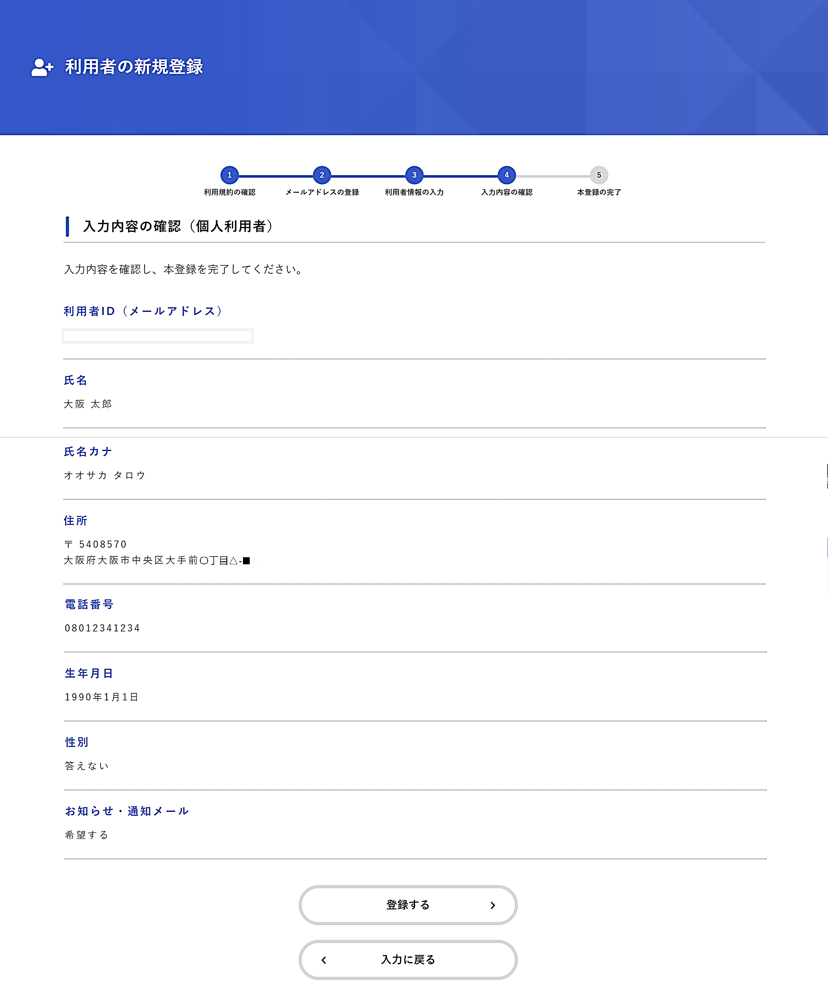 利用者の新規登録
1
2
3
4
5
利用規約の確認
メールアドレスの登録
利用者情報の入力
入力内容の確認
本登録の完了
入力内容の確認（個人利用者）
入力内容を確認し、本登録を完了してください。
利用者ID（メールアドレス）
氏名
大阪 太郎
氏名カナ
オオサカ タロウ
住所
〒 5408570
大阪府大阪市中央区大手前〇丁目△-■
電話番号
08012341234
生年月日
1990年1月1日
性別
答えない
お知らせ・通知メール
希望する
登録する
入力に戻る